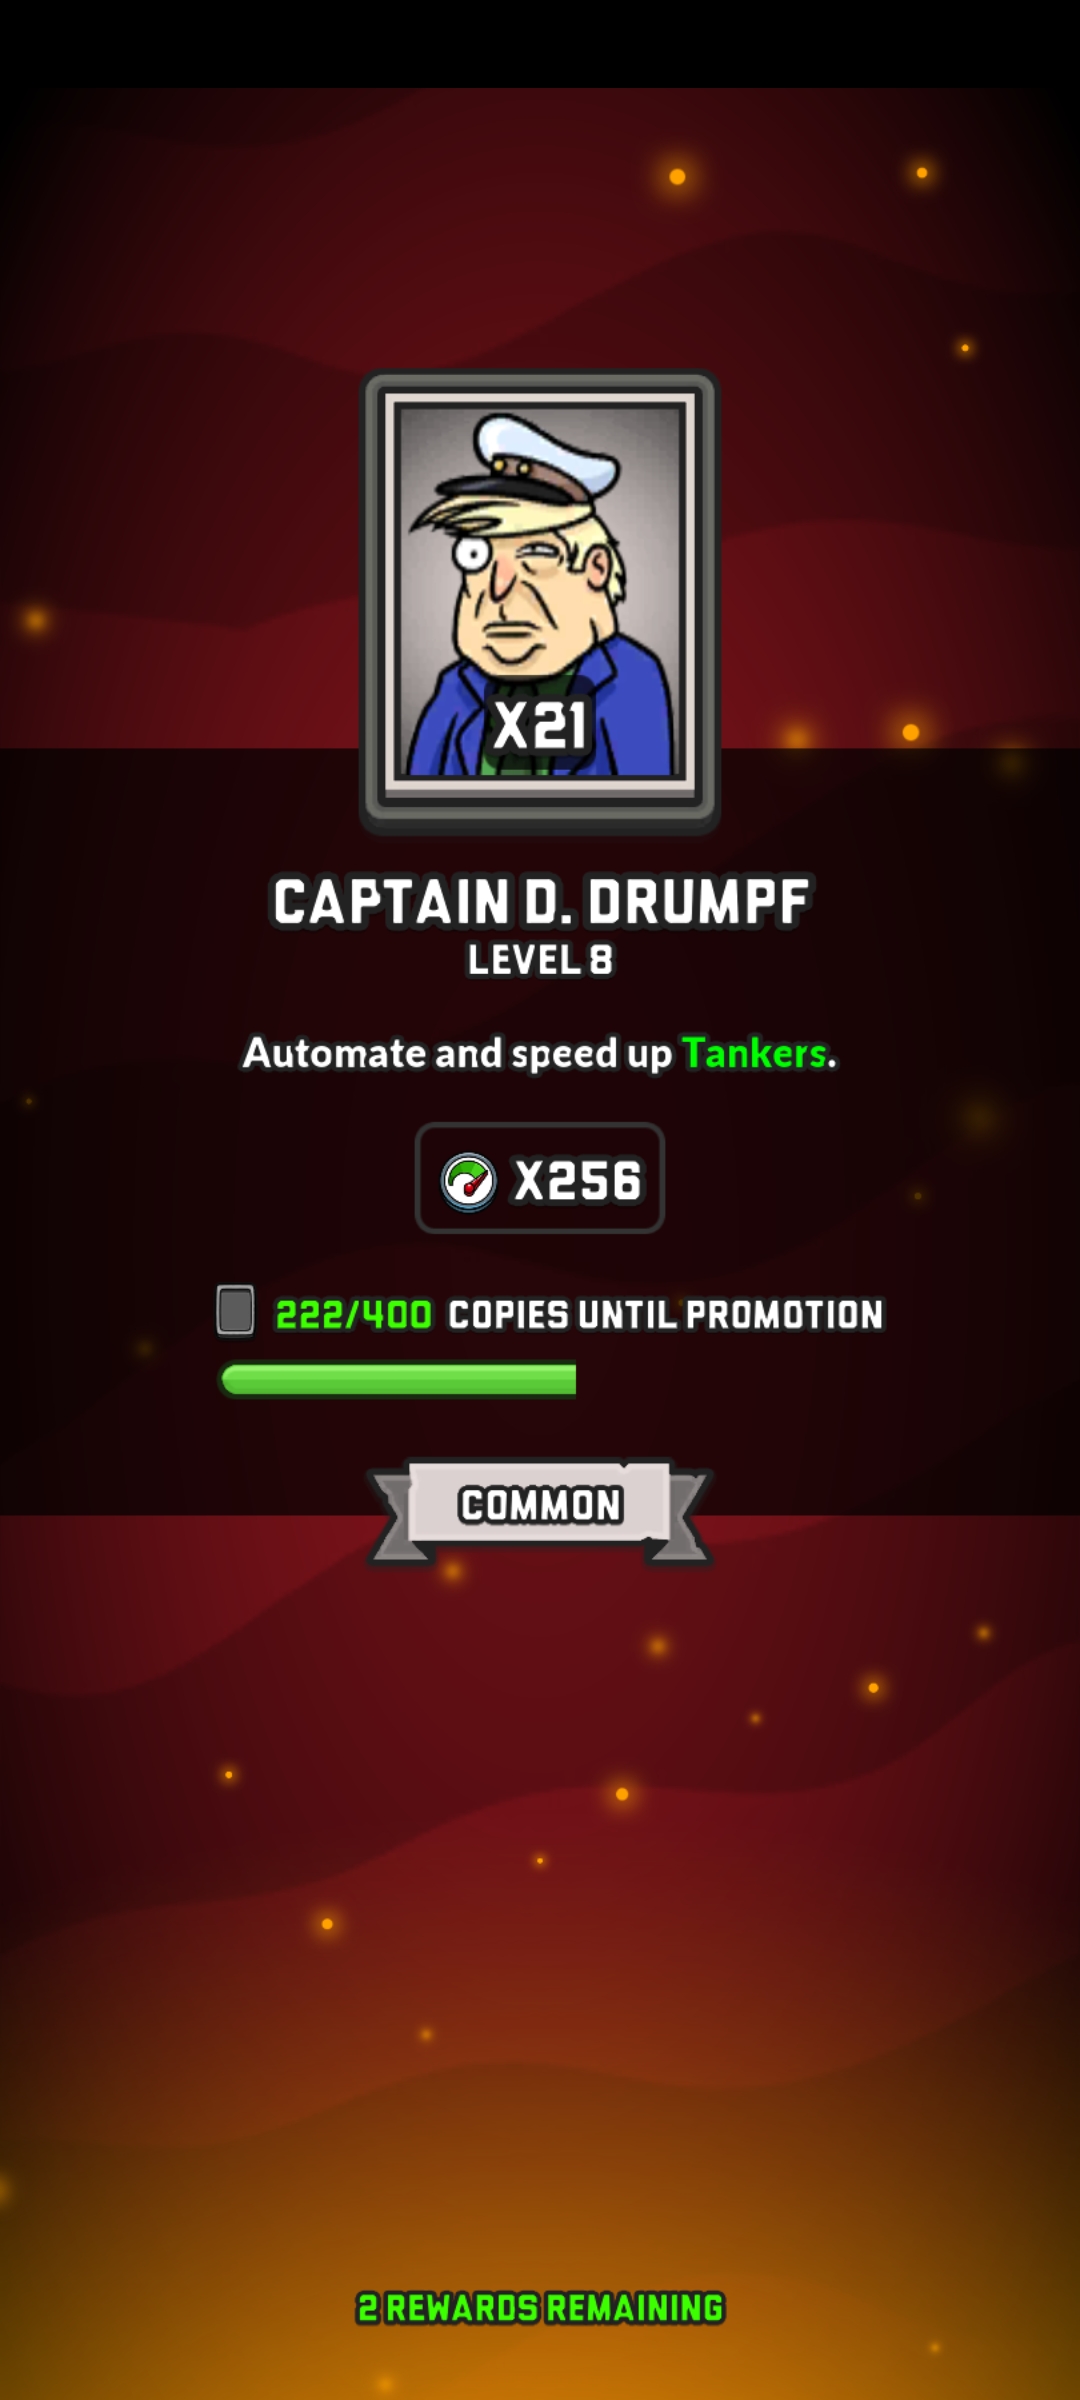 X21
CAPTAIN D. DRUMPF
LEVEL 8
Automate and speed up Tankers.
X256
222/400 COPIES UNTIL PROMOTION
COMMON
2 REWARDS REMAINING